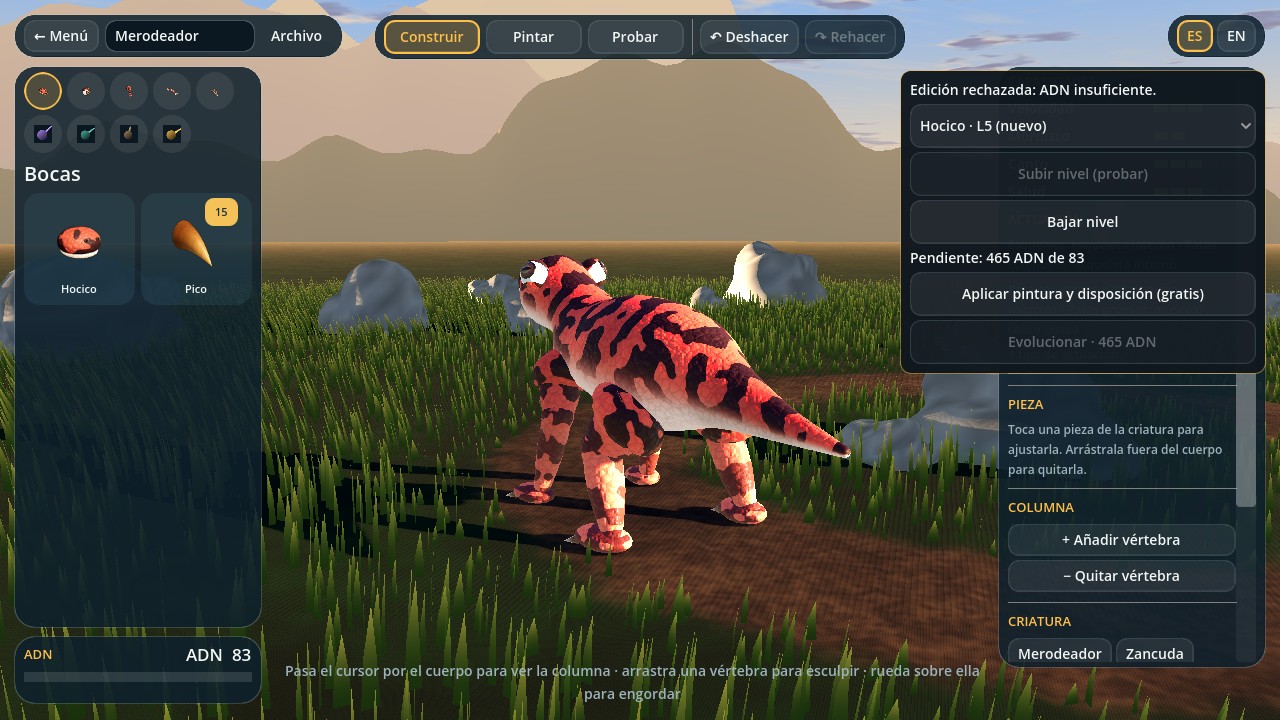 ← Menú
Merodeador
Archivo
Construir
Pintar
Probar
↶ Deshacer
↷ Rehacer
ES
EN
Bocas
15
Hocico
Pico
ADN
ADN 83
Edición rechazada: ADN insuficiente.
Hocico · L5 (nuevo)
Subir nivel (probar)
Bajar nivel
Pendiente: 465 ADN de 83
Aplicar pintura y disposición (gratis)
Evolucionar · 465 ADN
PIEZA
Toca una pieza de la criatura para
ajustarla. Arrástrala fuera del cuerpo
para quitarla.
COLUMNA
+ Añadir vértebra
− Quitar vértebra
CRIATURA
Merodeador
Zancuda
Pasa el cursor por el cuerpo para ver la columna · arrastra una vértebra para esculpir · rueda sobre ella
para engordar